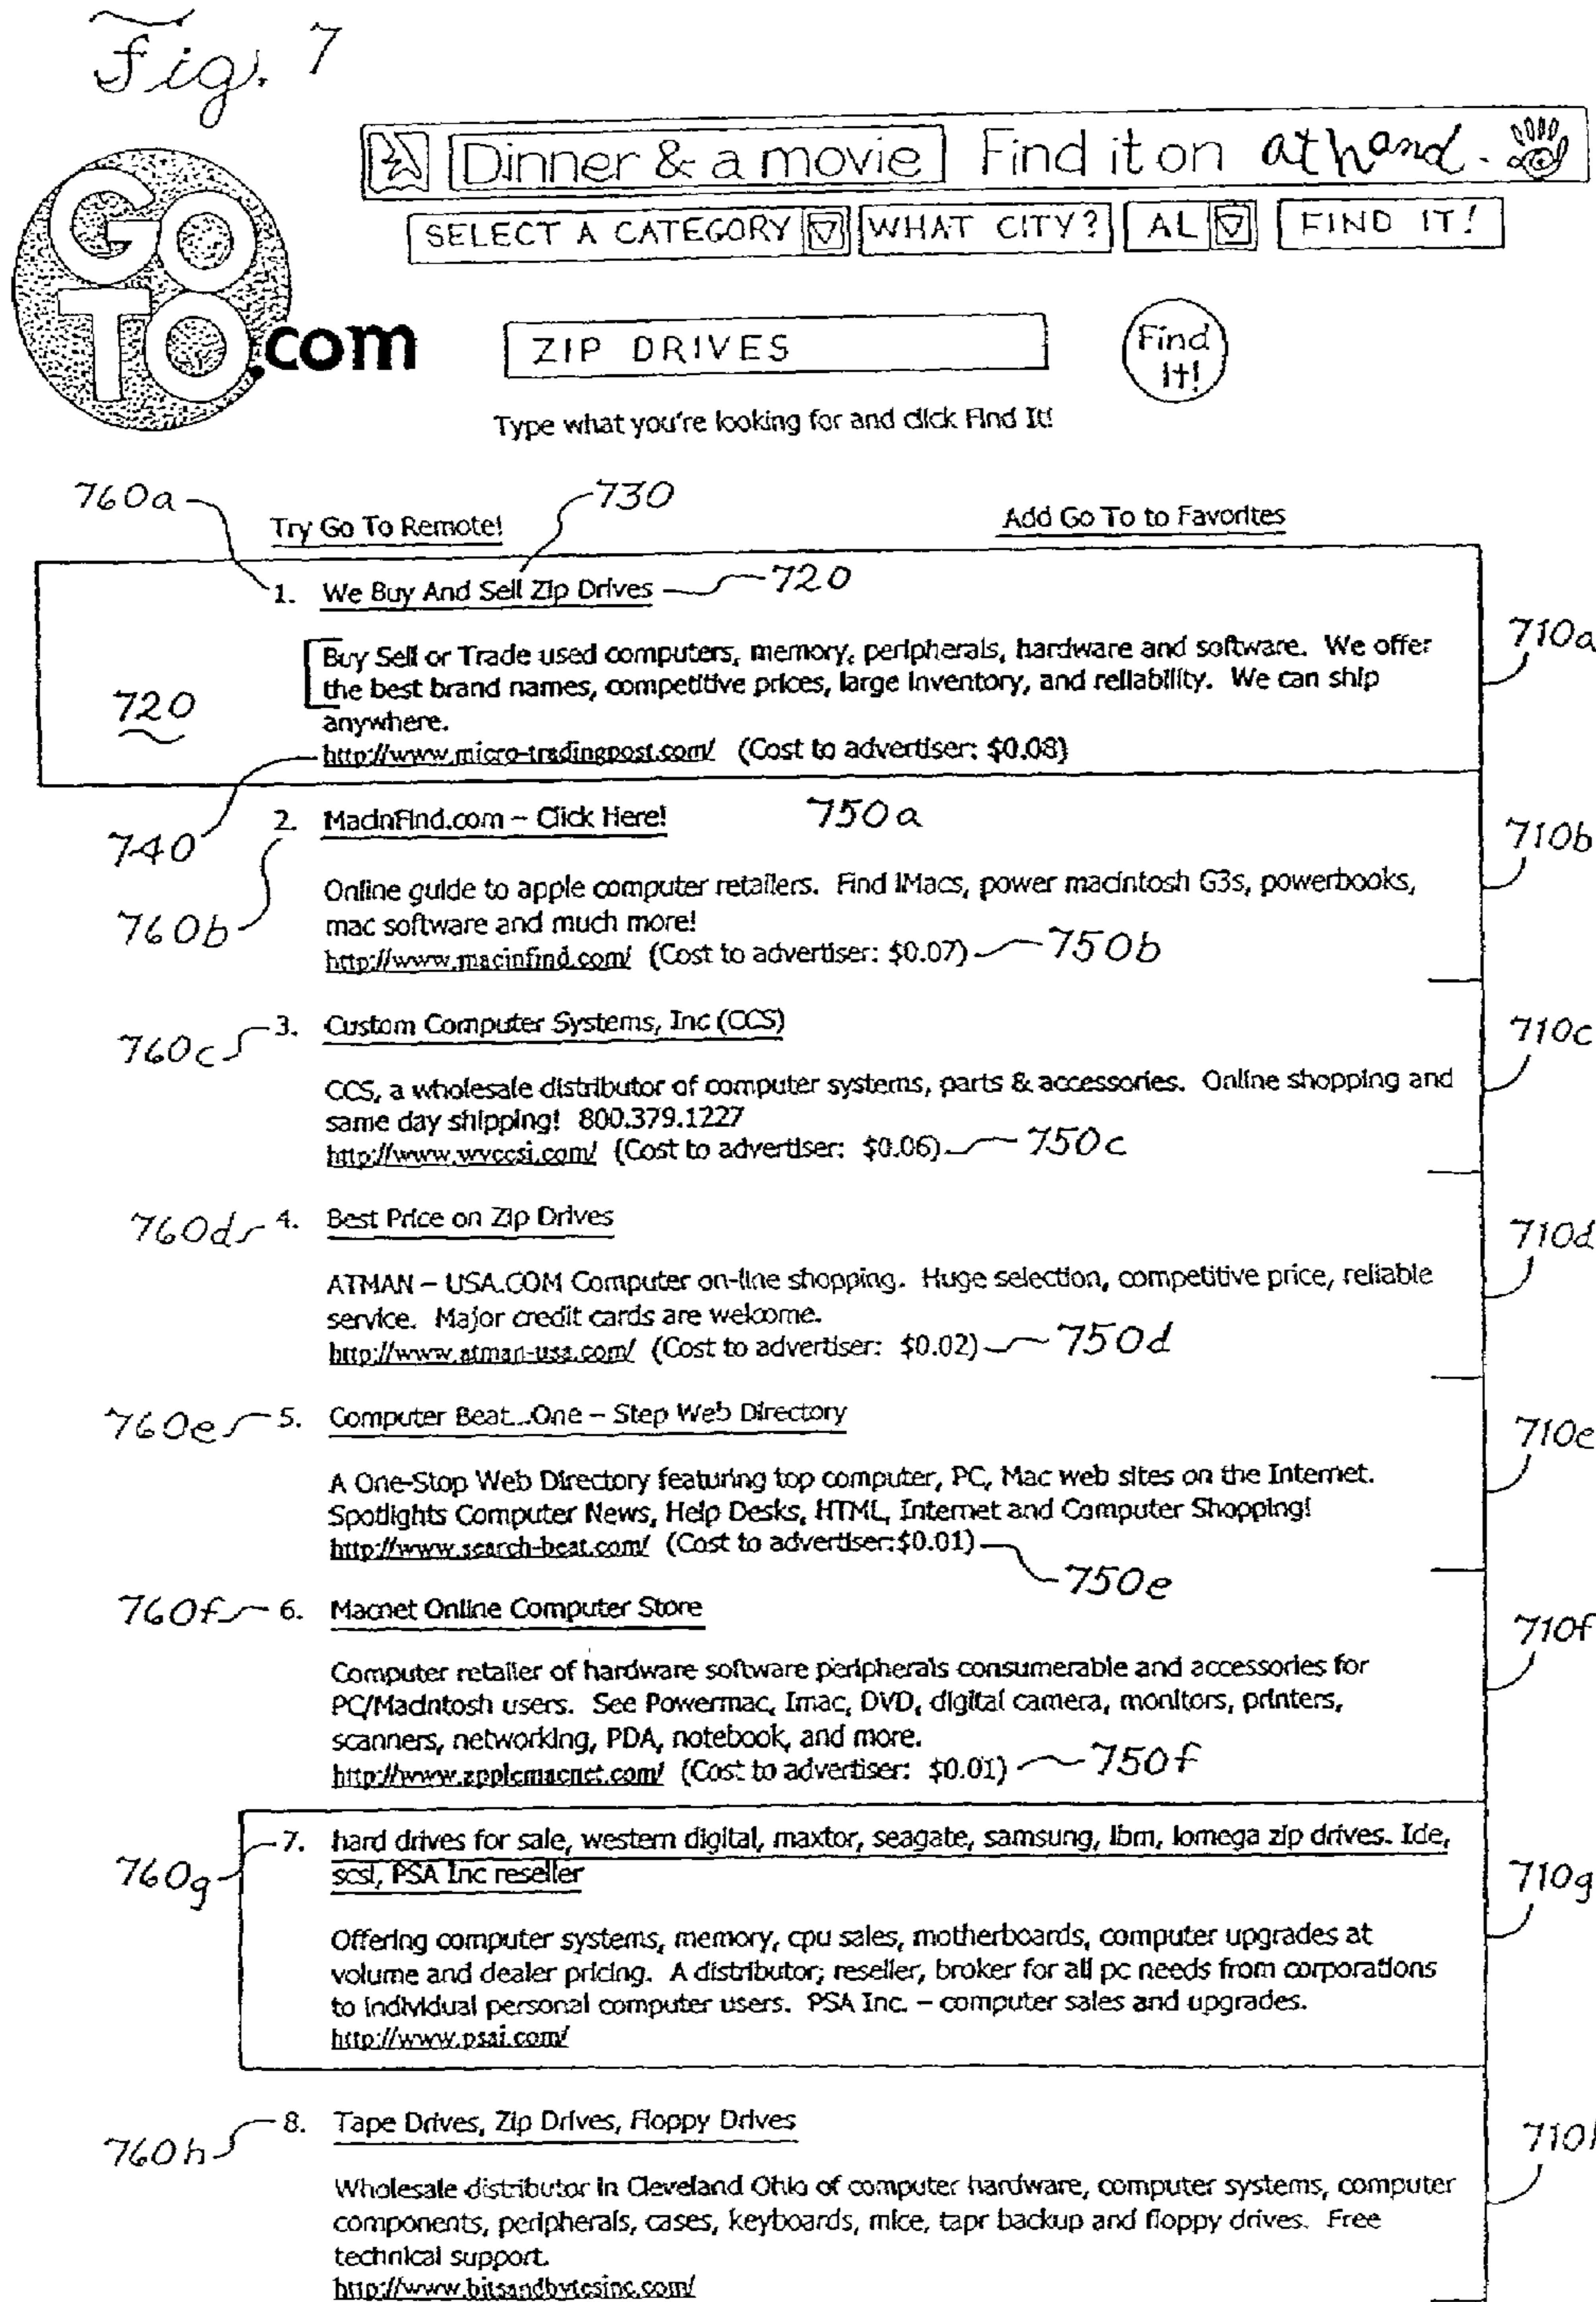 Fig. 7
Dinner & a movie Find it on at hand.
SELECT A CATEGORY WHAT CITY? AL FIND IT!
GO
TO
.com
ZIP DRIVES
Find
It!
Type what you're looking for and click Find It!
760a 730
Try Go To Remote! Add Go To to Favorites
1. We Buy And Sell Zip Drives 720
710a
Buy Sell or Trade used computers, memory, peripherals, hardware and software. We offer
the best brand names, competitive prices, large inventory, and reliability. We can ship
720
anywhere.
http://www.micro-tradingpost.com/ (Cost to advertiser: $0.08)
2. MacInFind.com – Click Here! 750a
740
710b
Online guide to apple computer retailers. Find iMacs, power macintosh G3s, powerbooks,
760b
mac software and much more!
http://www.macinfind.com/ (Cost to advertiser: $0.07) 750b
760c 3. Custom Computer Systems, Inc (CCS) 710c
CCS, a wholesale distributor of computer systems, parts & accessories. Online shopping and
same day shipping! 800.379.1227
http://www.wvccsi.com/ (Cost to advertiser: $0.06) 750c
760d 4. Best Price on Zip Drives 710d
ATMAN – USA.COM Computer on-line shopping. Huge selection, competitive price, reliable
service. Major credit cards are welcome.
http://www.atman-usa.com/ (Cost to advertiser: $0.02) 750d
760e 5. Computer Beat...One – Step Web Directory 710e
A One-Stop Web Directory featuring top computer, PC, Mac web sites on the Internet.
Spotlights Computer News, Help Desks, HTML, Internet and Computer Shopping!
http://www.search-beat.com/ (Cost to advertiser:$0.01)
750e
760f 6. Macnet Online Computer Store 710f
Computer retailer of hardware software peripherals consumerable and accessories for
PC/Macintosh users. See Powermac, Imac, DVD, digital camera, monitors, printers,
scanners, networking, PDA, notebook, and more.
http://www.applemacnet.com/ (Cost to advertiser: $0.01) 750f
7. hard drives for sale, western digital, maxtor, seagate, samsung, ibm, Iomega zip drives. Ide,
760g scsi, PSA Inc reseller 710g
Offering computer systems, memory, cpu sales, motherboards, computer upgrades at
volume and dealer pricing. A distributor, reseller, broker for all pc needs from corporations
to individual personal computer users. PSA Inc. – computer sales and upgrades.
http://www.psai.com/
760h 8. Tape Drives, Zip Drives, Floppy Drives
Wholesale distributor in Cleveland Ohio of computer hardware, computer systems, computer
components, peripherals, cases, keyboards, mice, tapr backup and floppy drives. Free
technical support.
http://www.bitsandbytesinc.com/